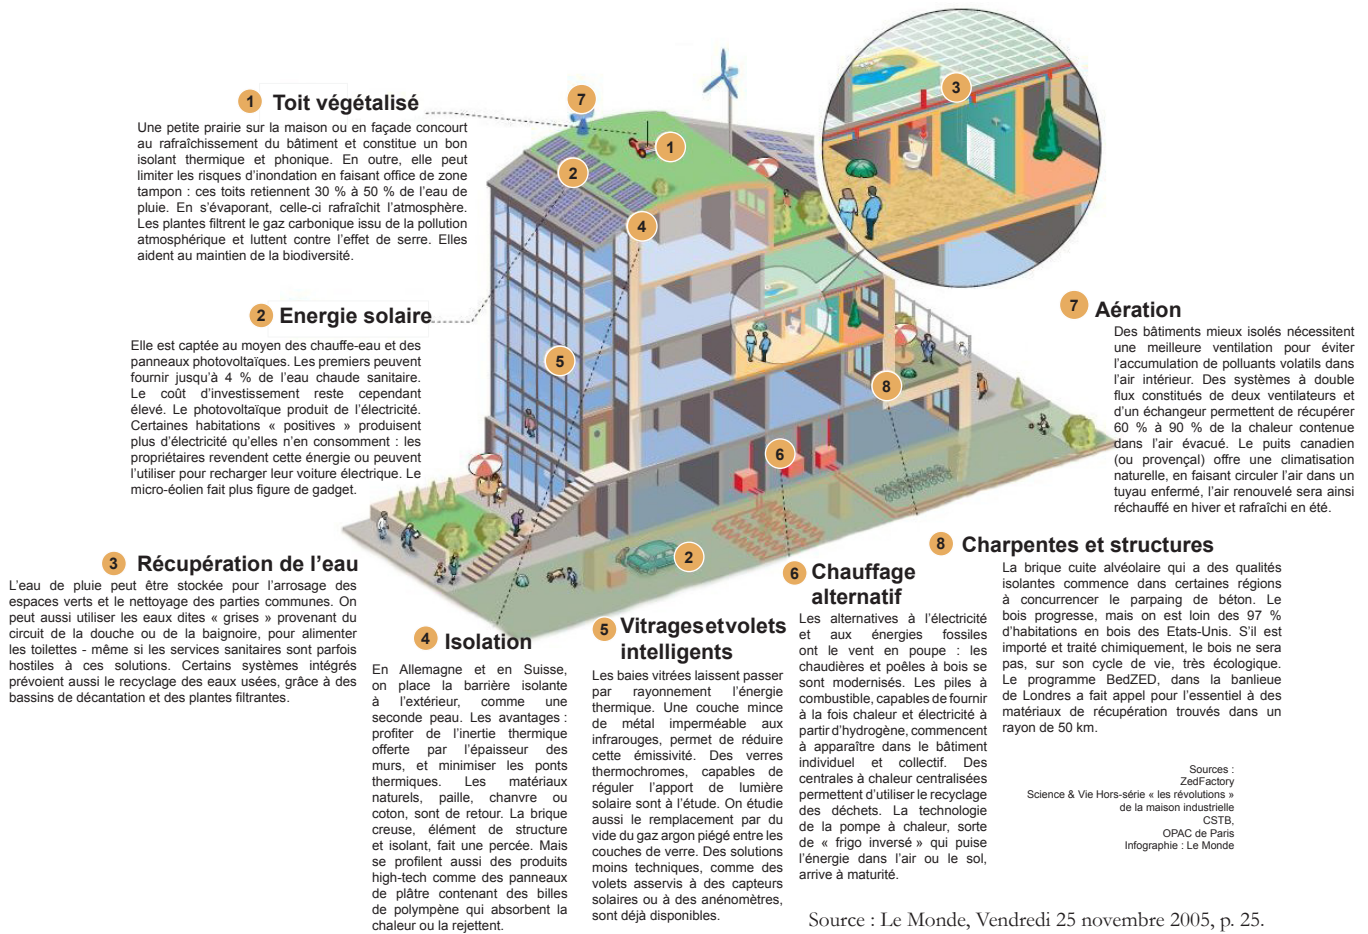 1 Toit végétalisé
Une petite prairie sur la maison ou en façade concourt
au rafraîchissement du bâtiment et constitue un bon
isolant thermique et phonique. En outre, elle peut
limiter les risques d'inondation en faisant office de zone
tampon : ces toits retiennent 30 % à 50 % de l'eau de
pluie. En s'évaporant, celle-ci rafraîchit l'atmosphère.
Les plantes filtrent le gaz carbonique issu de la pollution
atmosphérique et luttent contre l'effet de serre. Elles
aident au maintien de la biodiversité.
2 Energie solaire
Elle est captée au moyen des chauffe-eau et des
panneaux photovoltaïques. Les premiers peuvent
fournir jusqu'à 4 % de l'eau chaude sanitaire.
Le coût d'investissement reste cependant
élevé. Le photovoltaïque produit de l'électricité.
Certaines habitations « positives » produisent
plus d'électricité qu'elles n'en consomment : les
propriétaires revendent cette énergie ou peuvent
l'utiliser pour recharger leur voiture électrique. Le
micro-éolien fait plus figure de gadget.
3 Récupération de l'eau
L'eau de pluie peut être stockée pour l'arrosage des
espaces verts et le nettoyage des parties communes. On
peut aussi utiliser les eaux dites « grises » provenant du
circuit de la douche ou de la baignoire, pour alimenter
les toilettes - même si les services sanitaires sont parfois
hostiles à ces solutions. Certains systèmes intégrés
prévoient aussi le recyclage des eaux usées, grâce à des
bassins de décantation et des plantes filtrantes.
4 Isolation
En Allemagne et en Suisse,
on place la barrière isolante
à l'extérieur, comme une
seconde peau. Les avantages :
profiter de l'inertie thermique
offerte par l'épaisseur des
murs, et minimiser les ponts
thermiques. Les matériaux
naturels, paille, chanvre ou
coton, sont de retour. La brique
creuse, élément de structure
et isolant, fait une percée. Mais
se profilent aussi des produits
high-tech comme des panneaux
de plâtre contenant des billes
de polympène qui absorbent la
chaleur ou la rejettent.
5 Vitragesetvolets
intelligents
Les baies vitrées laissent passer
par rayonnement l'énergie
thermique. Une couche mince
de métal imperméable aux
infrarouges, permet de réduire
cette émissivité. Des verres
thermochromes, capables de
réguler l'apport de lumière
solaire sont à l'étude. On étudie
aussi le remplacement par du
vide du gaz argon piégé entre les
couches de verre. Des solutions
moins techniques, comme des
volets asservis à des capteurs
solaires ou à des anénomètres,
sont déjà disponibles.
6 Chauffage
alternatif
Les alternatives à l'électricité
et aux énergies fossiles
ont le vent en poupe : les
chaudières et poêles à bois se
sont modernisés. Les piles à
combustible, capables de fournir
à la fois chaleur et électricité à
partir d'hydrogène, commencent
à apparaître dans le bâtiment
individuel et collectif. Des
centrales à chaleur centralisées
permettent d'utiliser le recyclage
des déchets. La technologie
de la pompe à chaleur, sorte
de « frigo inversé » qui puise
l'énergie dans l'air ou le sol,
arrive à maturité.
7 Aération
Des bâtiments mieux isolés nécessitent
une meilleure ventilation pour éviter
l'accumulation de polluants volatils dans
l'air intérieur. Des systèmes à double
flux constitués de deux ventilateurs et
d'un échangeur permettent de récupérer
60 % à 90 % de la chaleur contenue
dans l'air évacué. Le puits canadien
(ou provençal) offre une climatisation
naturelle, en faisant circuler l'air dans un
tuyau enfermé, l'air renouvelé sera ainsi
réchauffé en hiver et rafraîchi en été.
8 Charpentes et structures
La brique cuite alvéolaire qui a des qualités
isolantes commence dans certaines régions
à concurrencer le parpaing de béton. Le
bois progresse, mais on est loin des 97 %
d'habitations en bois des Etats-Unis. S'il est
importé et traité chimiquement, le bois ne sera
pas, sur son cycle de vie, très écologique.
Le programme BedZED, dans la banlieue
de Londres a fait appel pour l'essentiel à des
matériaux de récupération trouvés dans un
rayon de 50 km.
Sources :
ZedFactory
Science & Vie Hors-série « les révolutions »
de la maison industrielle
CSTB,
OPAC de Paris
Infographie : Le Monde
Source : Le Monde, Vendredi 25 novembre 2005, p. 25.
7
1
2
4
3
5
8
6
2